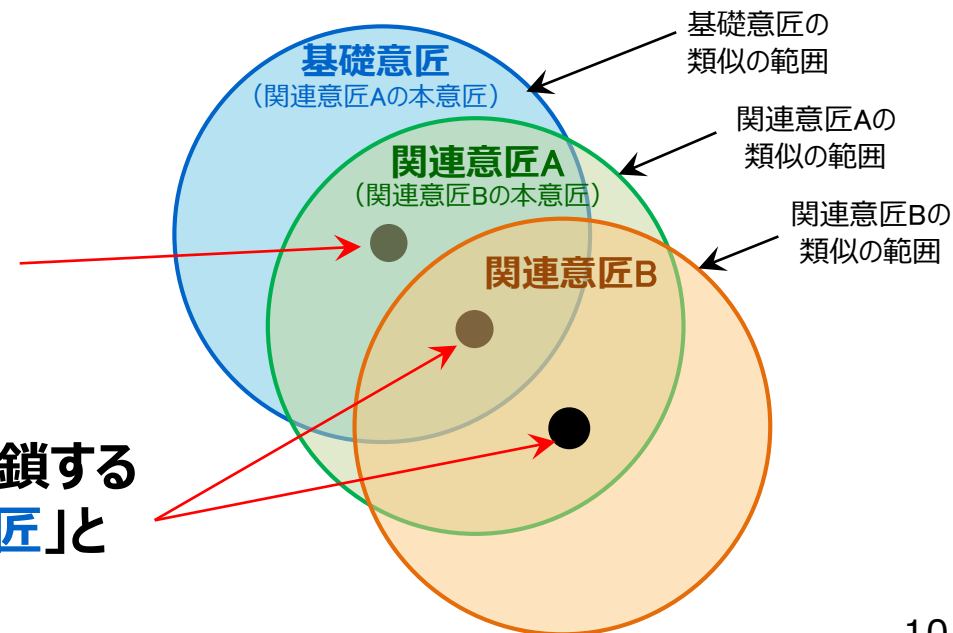 基礎意匠の
類似の範囲
基礎意匠
（関連意匠Aの本意匠）
関連意匠Aの
類似の範囲
関連意匠A
（関連意匠Bの本意匠）
関連意匠Bの
類似の範囲
関連意匠B
鎖する
匠」と
10